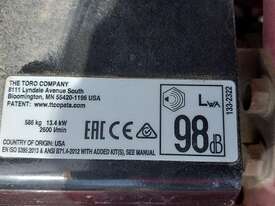 THE TORO COMPANY
8111 Lyndale Avenue South
Bloomington, MN 55420-1196 USA
PATENT: www.ttcopats.com
586 kg 13.4 kW
2600 /min
EAC CE
LWA
98dB
133-2322
COUNTRY OF ORIGIN: USA
EN ISO 5395:2013 & ANSI B71.4-2012 WITH ADDED KIT(S), SEE MANUAL